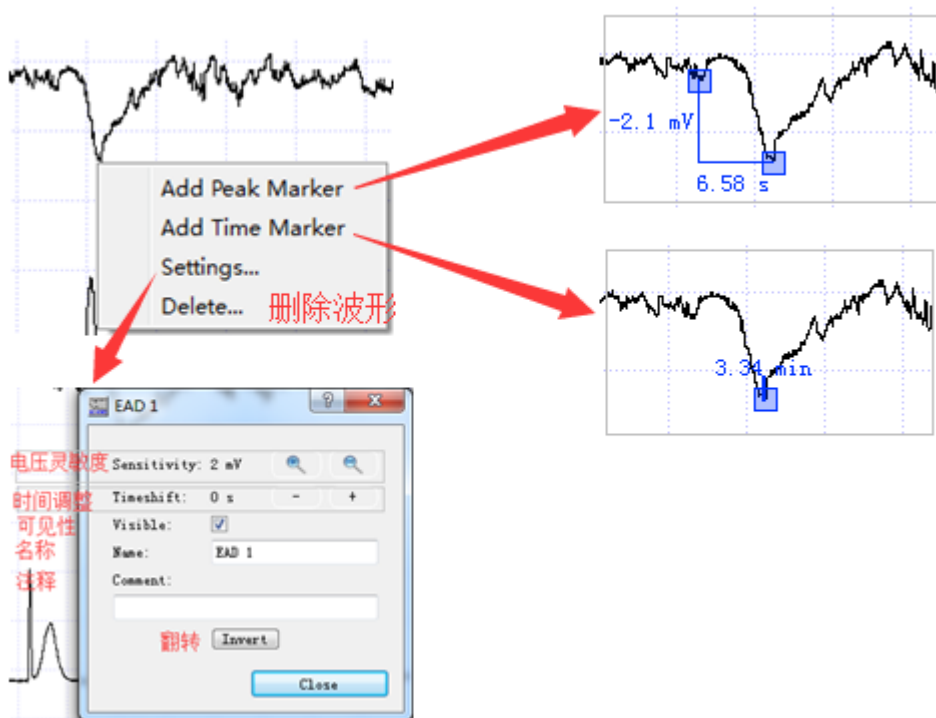 -2.1 mV
6.58 s
Add Peak Marker
Add Time Marker
Settings...
Delete... 删除波形
3.34 min
EAD 1
电压灵敏度 Sensitivity: 2 mV
时间调整 Timeshift: 0 s - +
可见性 Visible:
名称 Name: EAD 1
注释 Comment:
翻转 Invert
Close